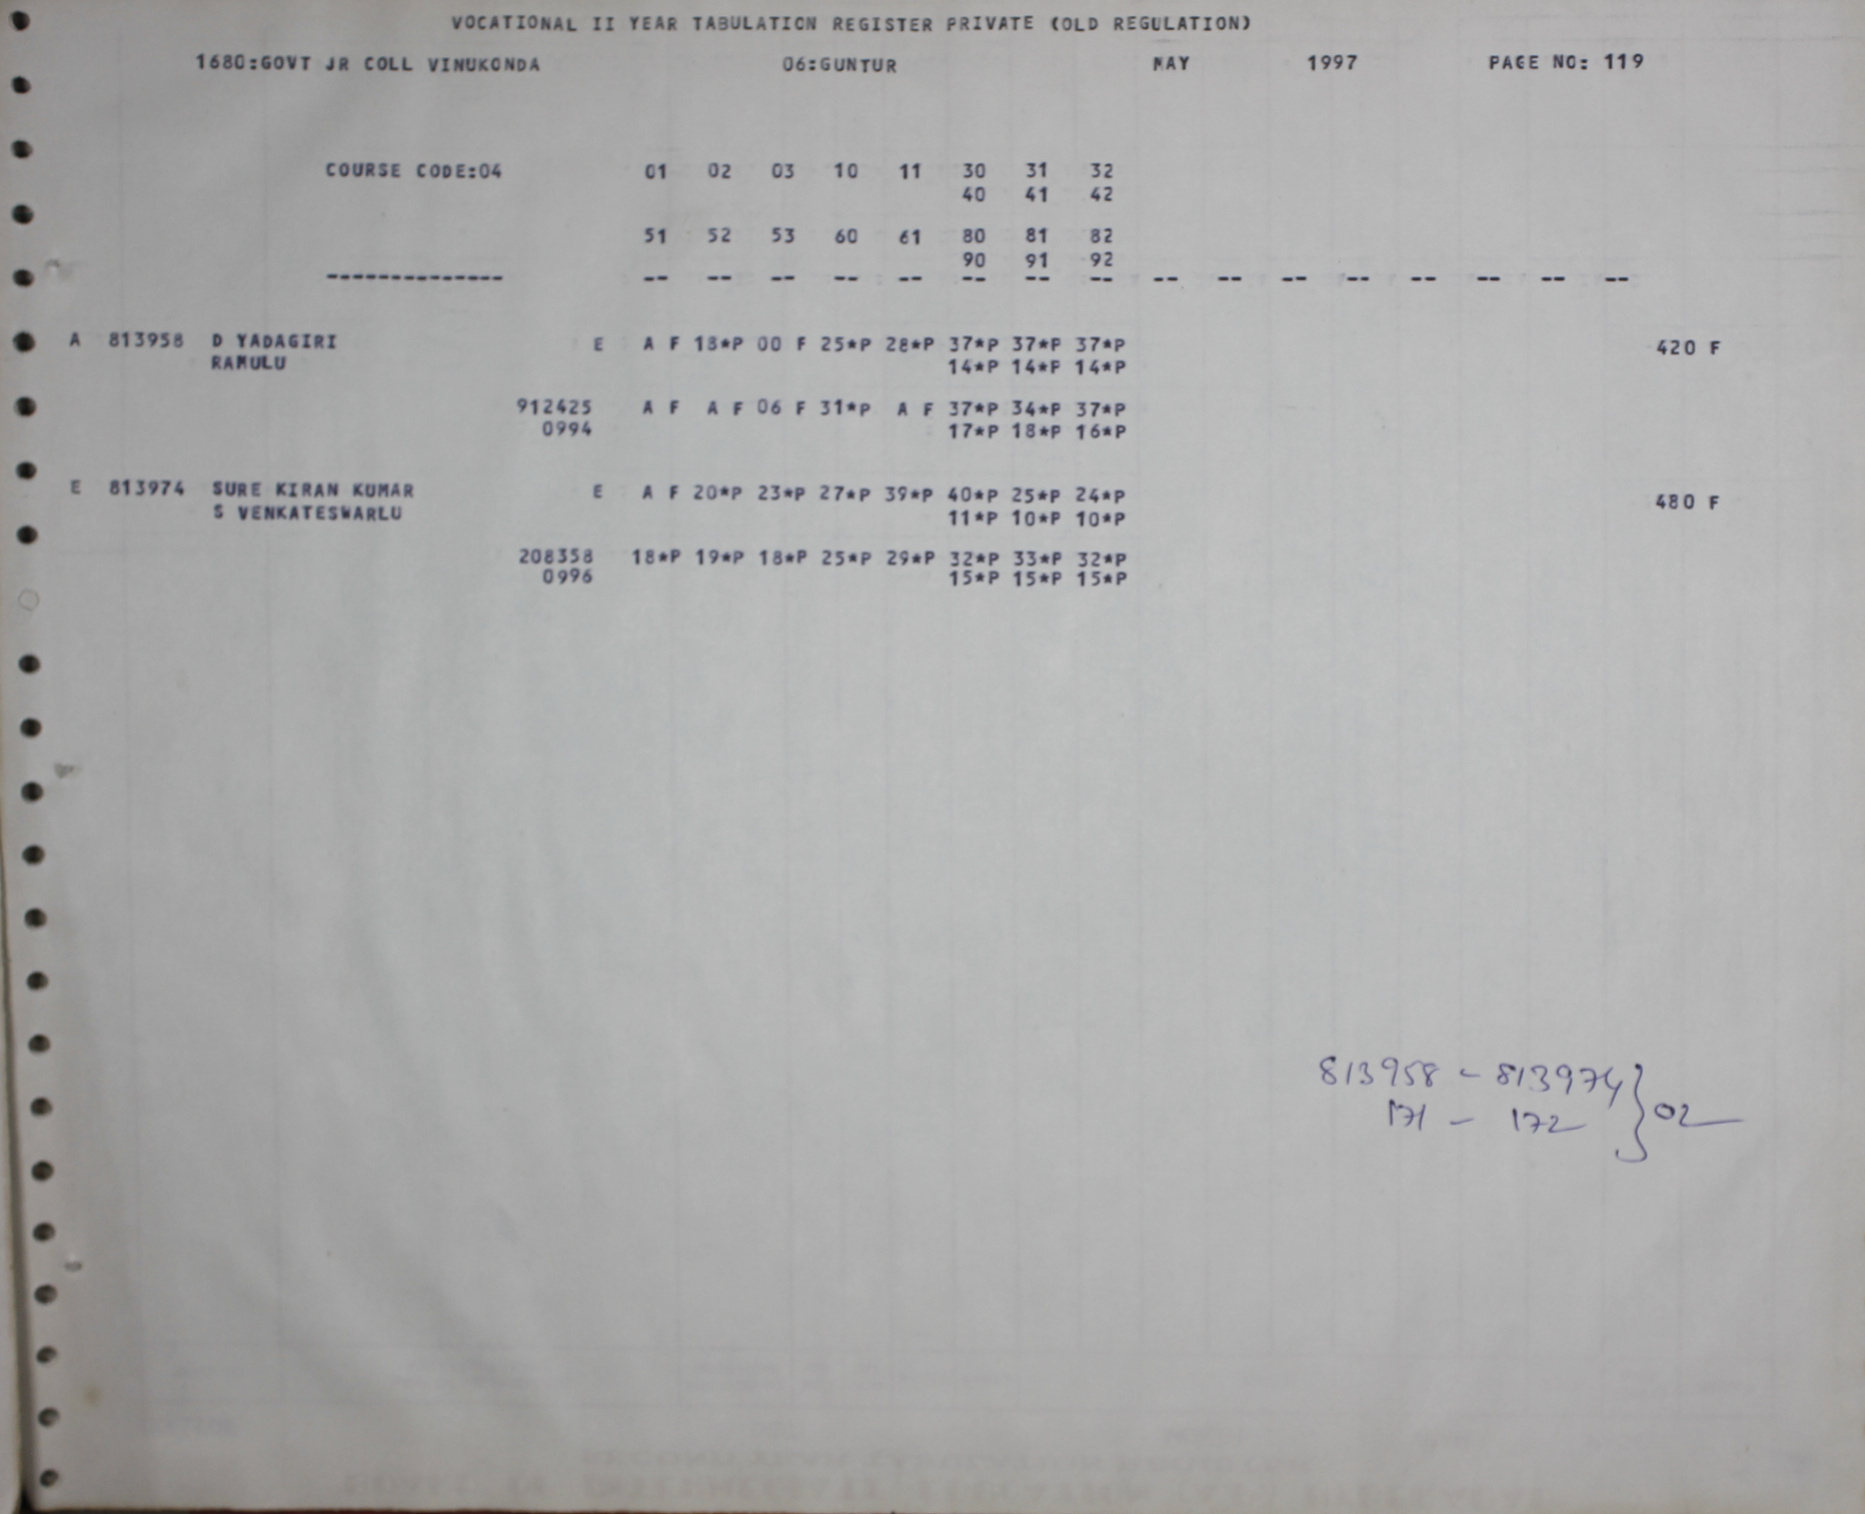 VOCATIONAL II YEAR TABULATION REGISTER PRIVATE (OLD REGULATION)
1680:GOVT JR COLL VINUKONDA 06:GUNTUR MAY 1997 PAGE NO: 119
COURSE CODE:04 01 02 03 10 11 30 31 32
40 41 42
51 52 53 60 61 80 81 82
90 91 92
-------------- -- -- -- -- -- -- -- -- -- -- -- -- -- -- -- --
A 813958 D YADAGIRI E A F 18*P 00 F 25*P 28*P 37*P 37*P 37*P 420 F
RAMULU 14*P 14*P 14*P
912425 A F A F 06 F 31*P A F 37*P 34*P 37*P
0994 17*P 18*P 16*P
E 813974 SURE KIRAN KUMAR E A F 20*P 23*P 27*P 39*P 40*P 25*P 24*P 480 F
S VENKATESWARLU 11*P 10*P 10*P
208358 18*P 19*P 18*P 25*P 29*P 32*P 33*P 32*P
0996 15*P 15*P 15*P
813958 - 813974
171 - 172 } 02